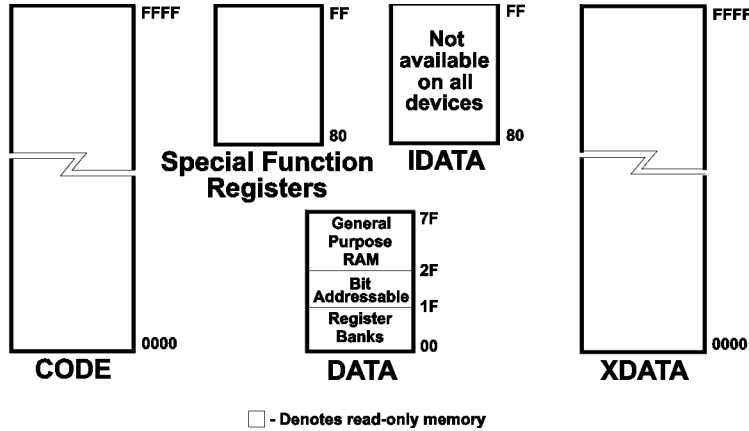 FFFF
0000
CODE
FF
80
Special Function
Registers
Not
available
on all
devices
FF
80
IDATA
General
Purpose
RAM
Bit
Addressable
Register
Banks
7F
2F
1F
00
DATA
FFFF
0000
XDATA
- Denotes read-only memory